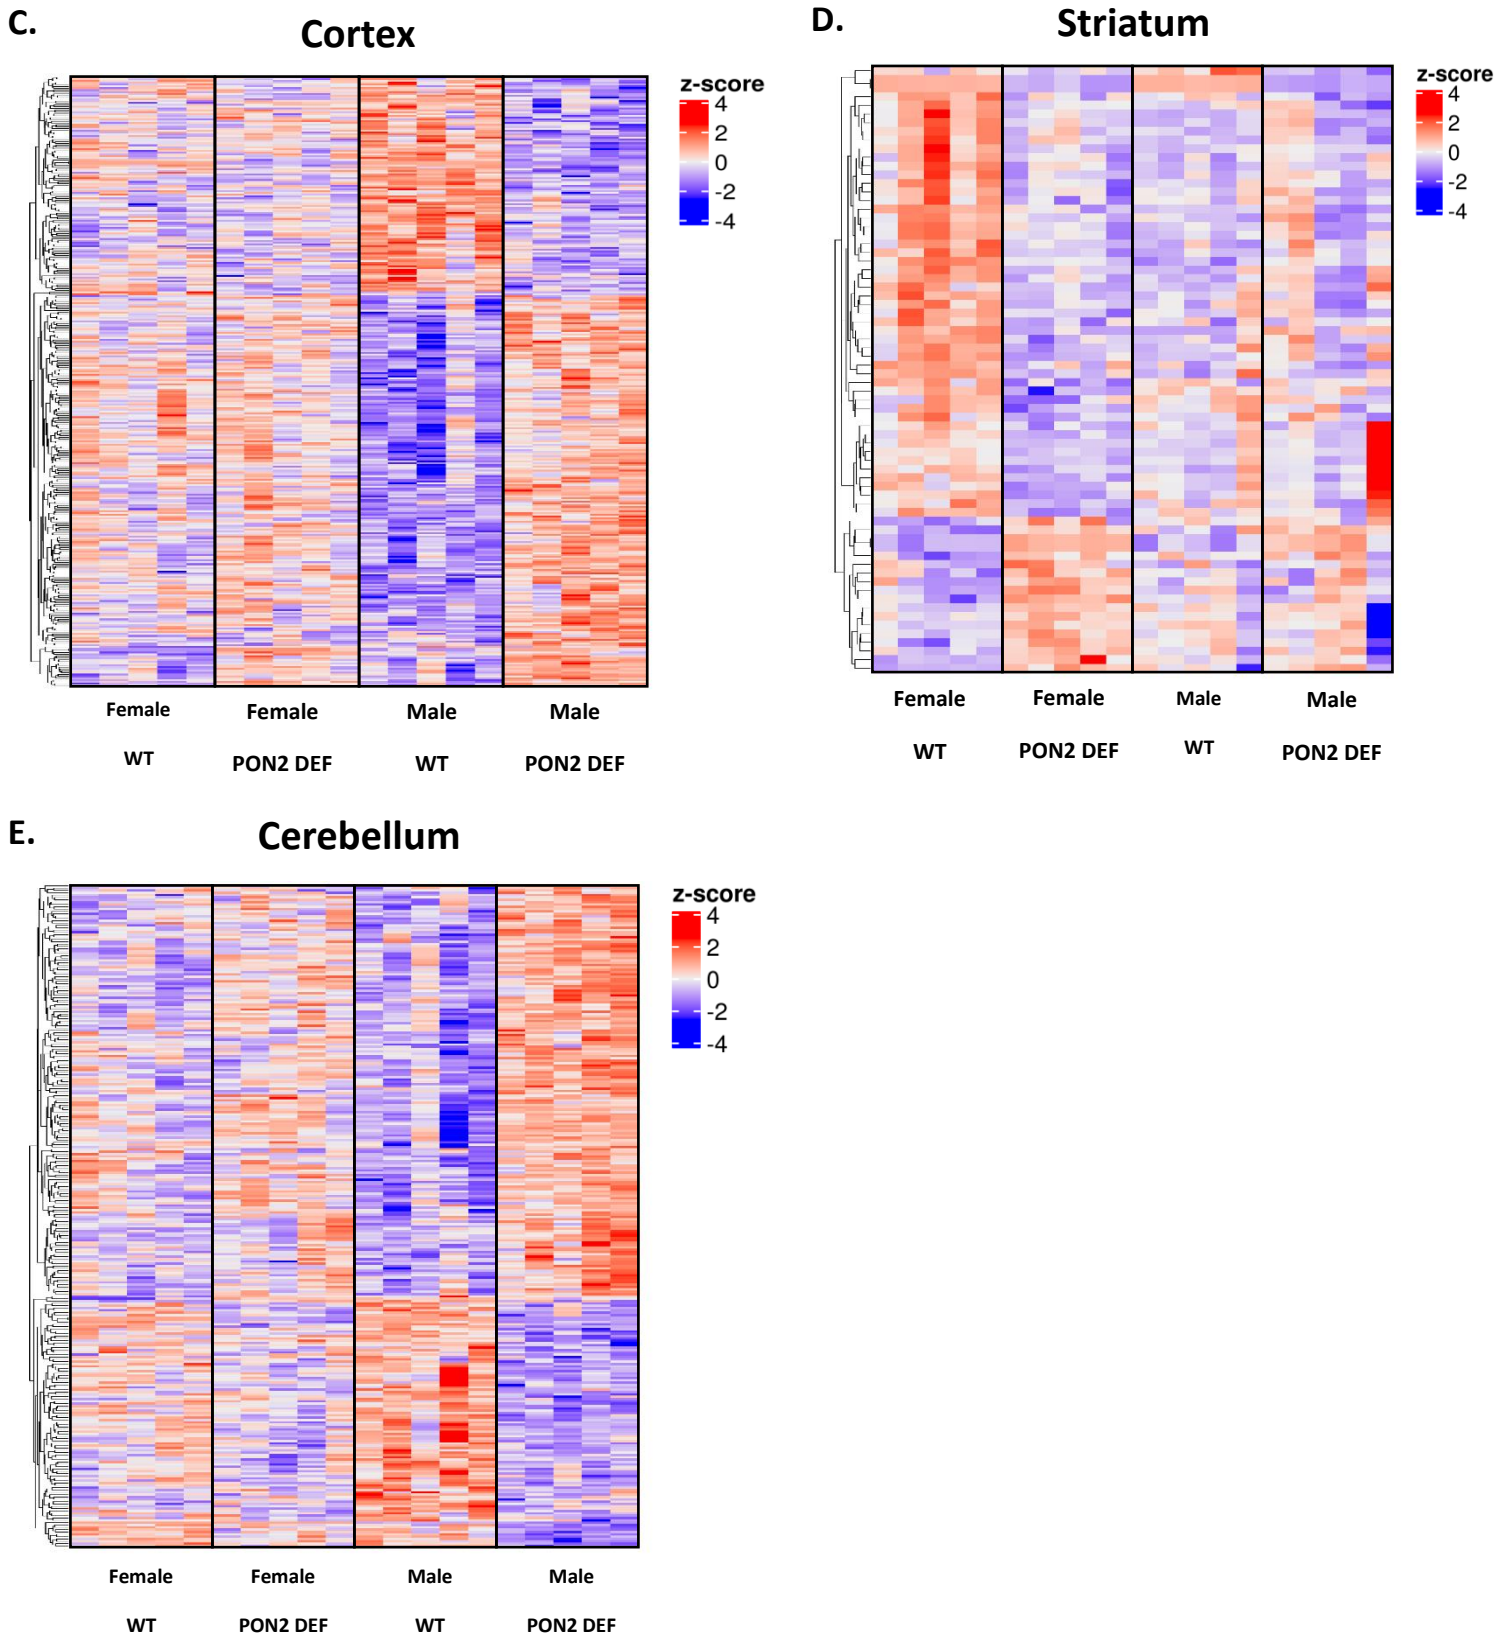 C.
Cortex
z-score
4
2
0
-2
-4
Female
Female
Male
Male
WT
PON2 DEF
WT
PON2 DEF
D.
Striatum
z-score
4
2
0
-2
-4
Female
Female
Male
Male
WT
PON2 DEF
WT
PON2 DEF
E.
Cerebellum
z-score
4
2
0
-2
-4
Female
Female
Male
Male
WT
PON2 DEF
WT
PON2 DEF